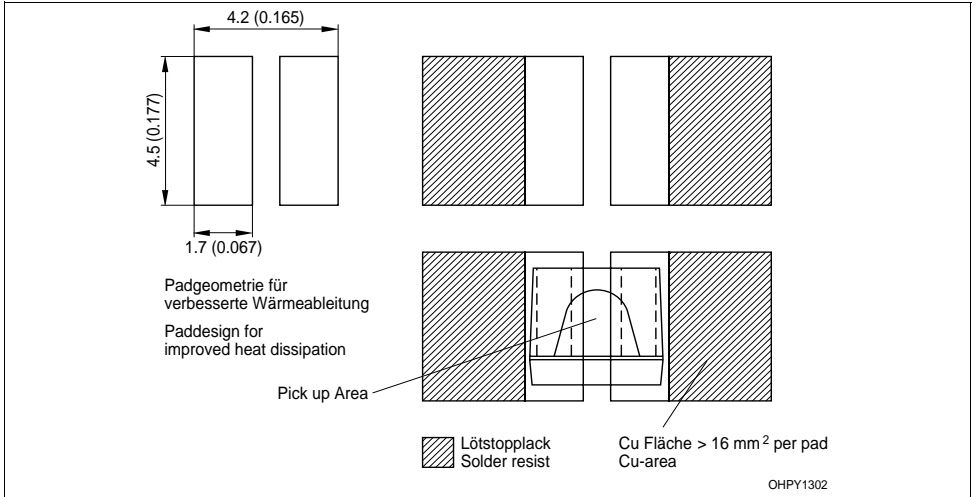 4.2 (0.165)
4.5 (0.177)
1.7 (0.067)
Padgeometrie für
verbesserte Wärmeableitung
Paddesign for
improved heat dissipation
Pick up Area
Lötstopplack
Solder resist
Cu Fläche > 16 mm² per pad
Cu-area
OHPY1302